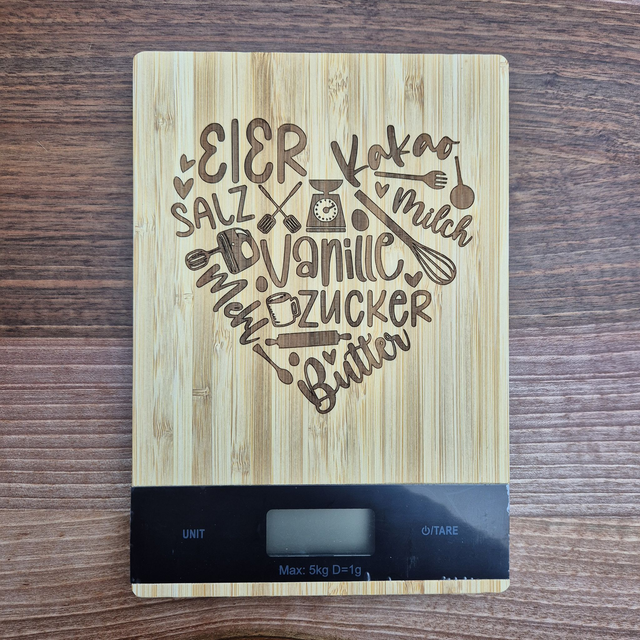 EIER
Kakao
SALZ
Milch
Vanille
Mehl
ZUCKER
Butter
UNIT
⏻/TARE
Max: 5kg D=1g